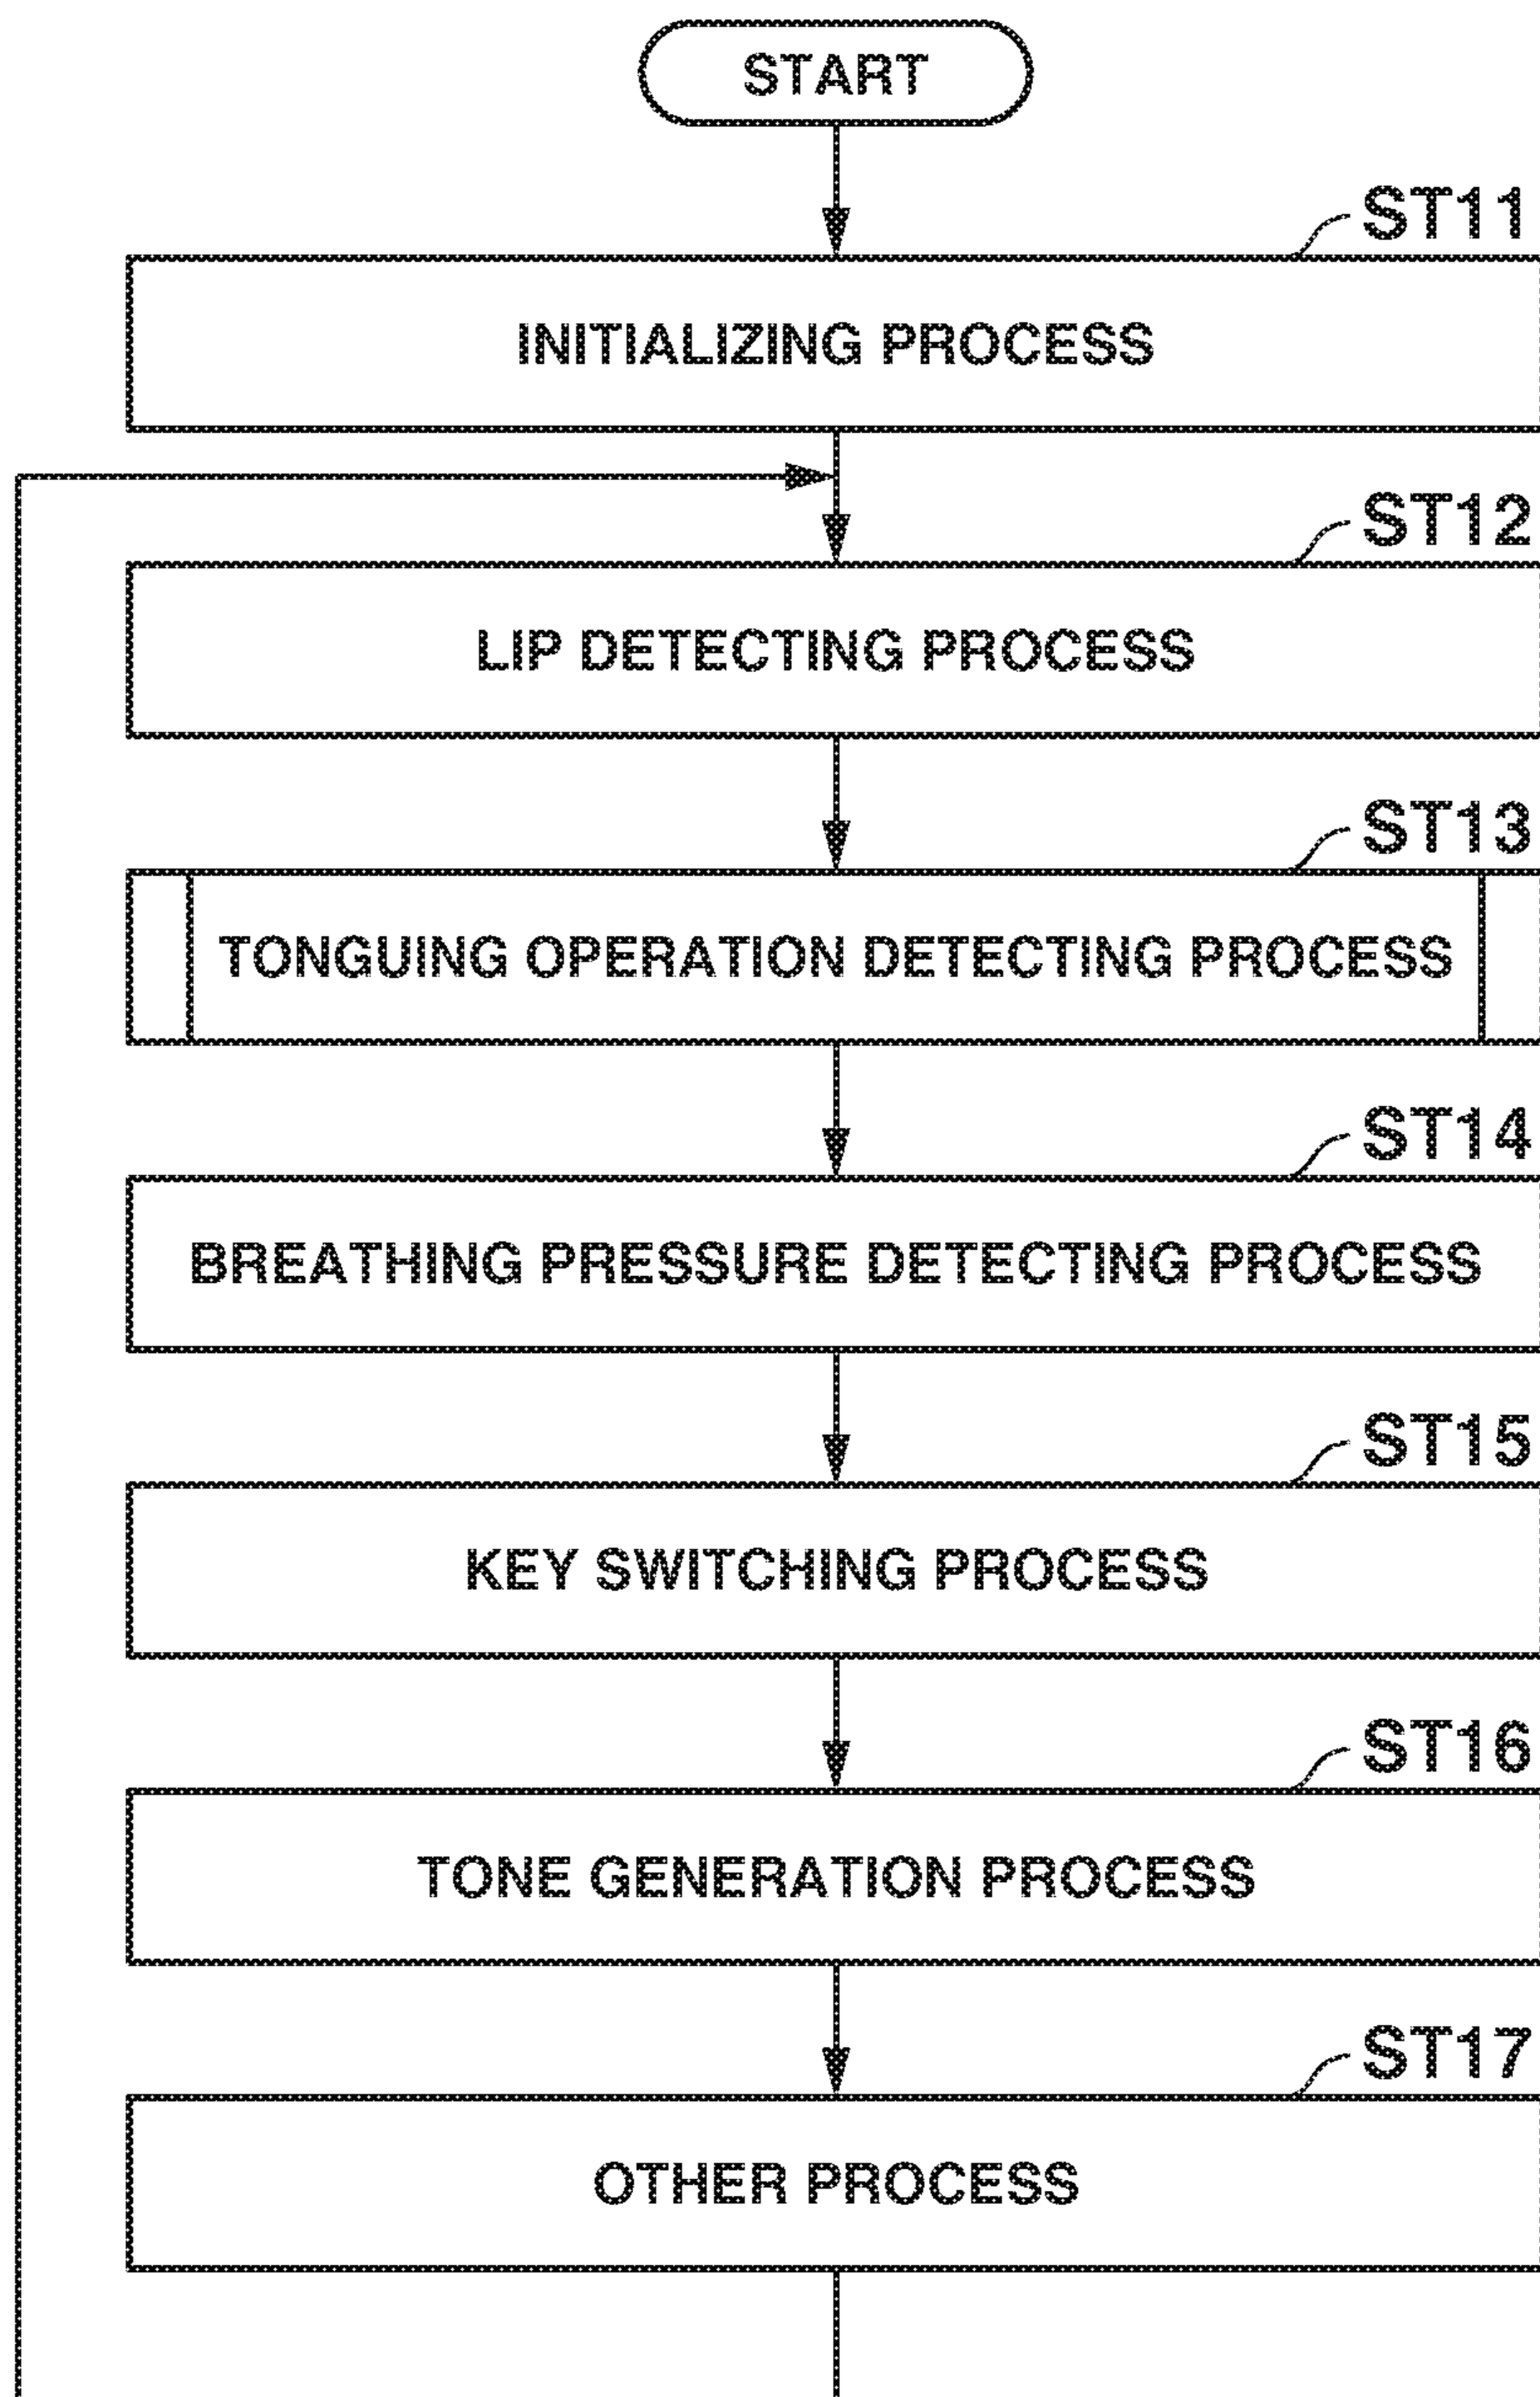 START
ST11
INITIALIZING PROCESS
ST12
LIP DETECTING PROCESS
ST13
TONGUING OPERATION DETECTING PROCESS
ST14
BREATHING PRESSURE DETECTING PROCESS
ST15
KEY SWITCHING PROCESS
ST16
TONE GENERATION PROCESS
ST17
OTHER PROCESS